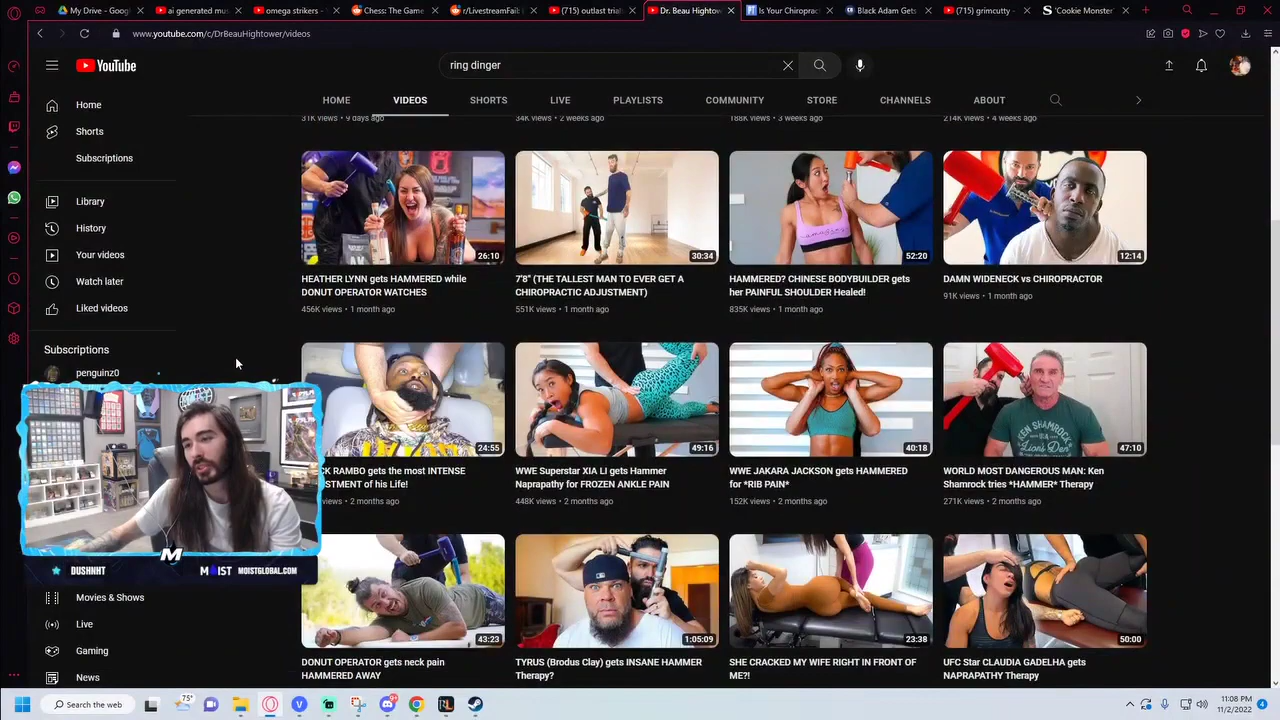 My Drive - Googl
ai generated mus
omega strikers -
Chess: The Game
r/LivestreamFail:
(715) outlast trial
Dr. Beau Hightow
Is Your Chiropract
Black Adam Gets
(715) grimcutty -
'Cookie Monster'
www.youtube.com/c/DrBeauHightower/videos
YouTube
ring dinger
HOME
VIDEOS
SHORTS
LIVE
PLAYLISTS
COMMUNITY
STORE
CHANNELS
ABOUT
31K views • 9 days ago
34K views • 2 weeks ago
188K views • 3 weeks ago
214K views • 4 weeks ago
Home
Shorts
Subscriptions
Library
History
Your videos
Watch later
Liked videos
Subscriptions
penguinz0
26:10
30:34
52:20
12:14
HEATHER LYNN gets HAMMERED while
DONUT OPERATOR WATCHES
456K views • 1 month ago
7'8" (THE TALLEST MAN TO EVER GET A
CHIROPRACTIC ADJUSTMENT)
551K views • 1 month ago
HAMMERED? CHINESE BODYBUILDER gets
her PAINFUL SHOULDER Healed!
835K views • 1 month ago
DAMN WIDENECK vs CHIROPRACTOR
91K views • 1 month ago
KEN SHAMROCK
Lion's Den
24:55
49:16
40:18
47:10
CK RAMBO gets the most INTENSE
STMENT of his Life!
views • 2 months ago
WWE Superstar XIA LI gets Hammer
Naprapathy for FROZEN ANKLE PAIN
448K views • 2 months ago
WWE JAKARA JACKSON gets HAMMERED
for *RIB PAIN*
152K views • 2 months ago
WORLD MOST DANGEROUS MAN: Ken
Shamrock tries *HAMMER* Therapy
271K views • 2 months ago
M
DUSHNHT
MOIST
MOISTGLOBAL.COM
Movies & Shows
Live
Gaming
News
43:23
1:05:09
23:38
50:00
DONUT OPERATOR gets neck pain
HAMMERED AWAY
TYRUS (Brodus Clay) gets INSANE HAMMER
Therapy?
SHE CRACKED MY WIFE RIGHT IN FRONT OF
ME?!
UFC Star CLAUDIA GADELHA gets
NAPRAPATHY Therapy
Search the web
75°
11:08 PM
11/2/2022
4